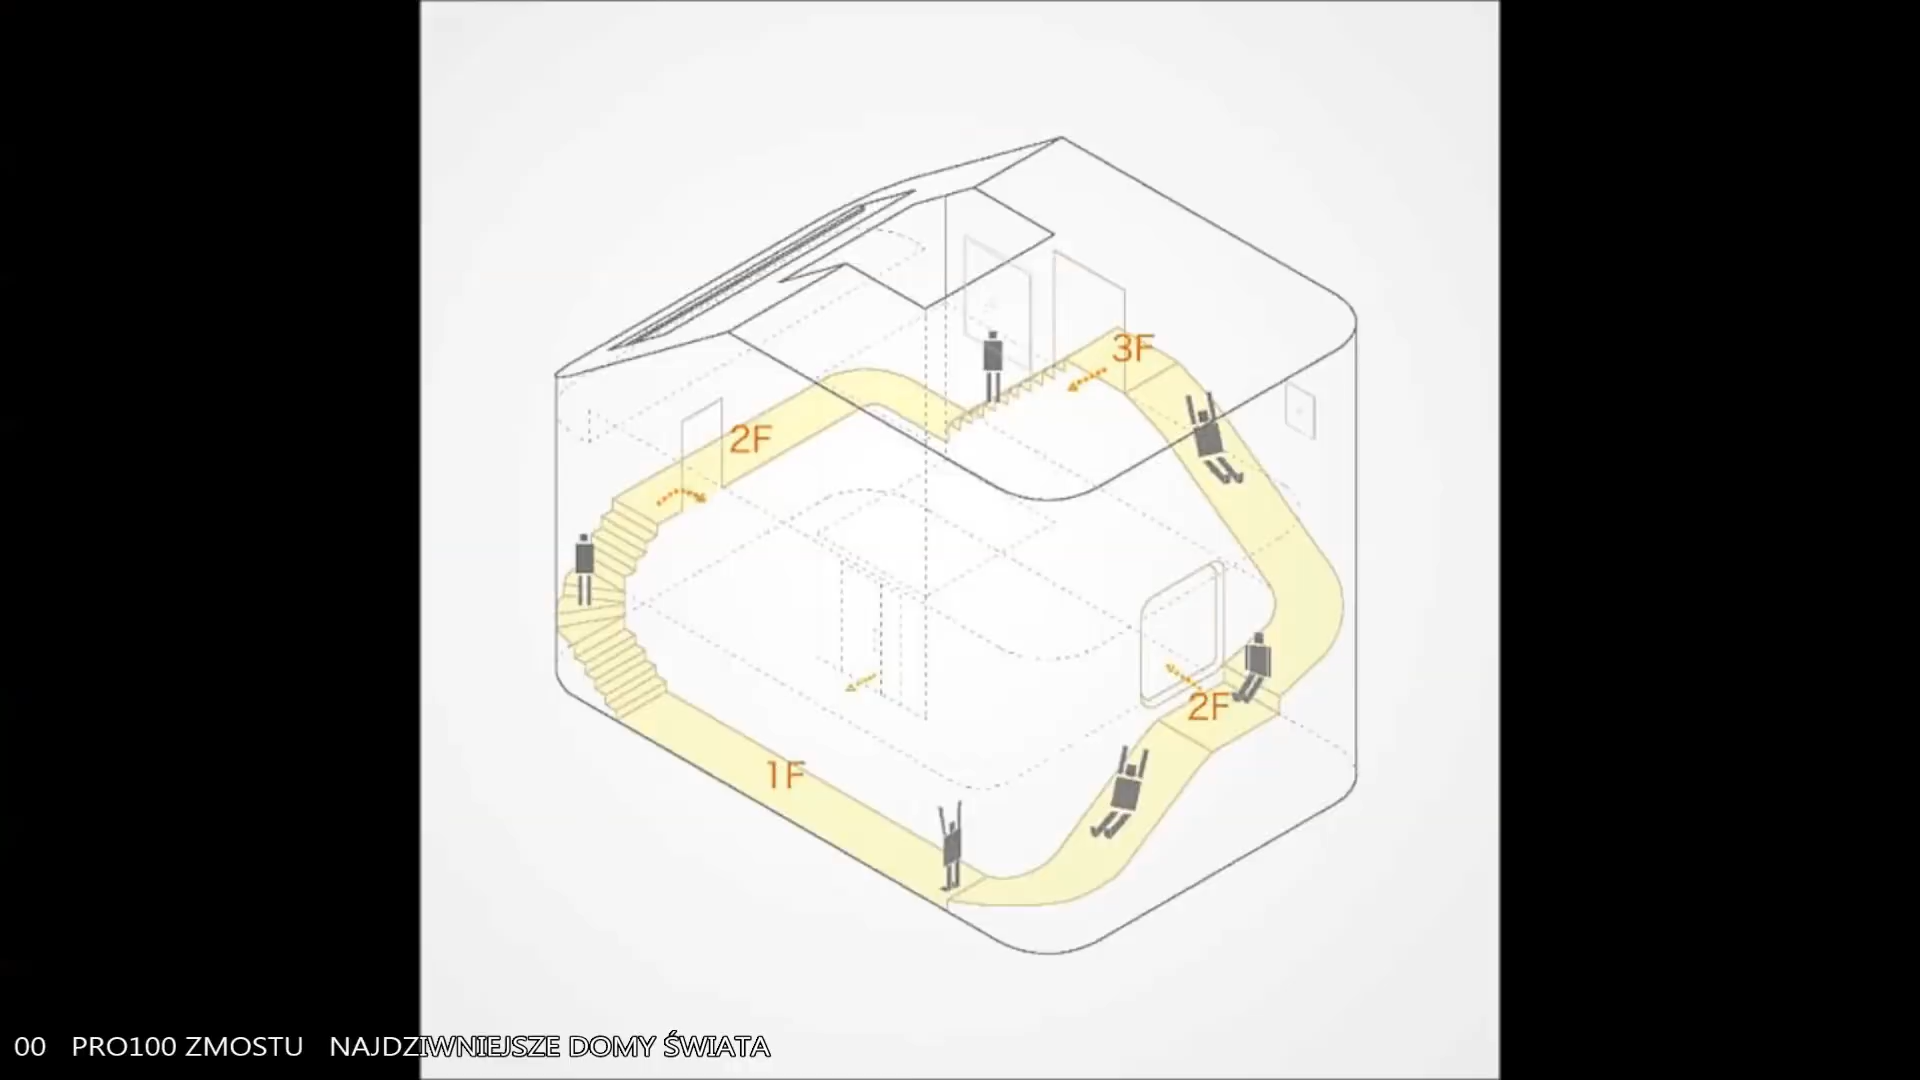 3F
2F
2F
1F
00 PRO100 ZMOSTU NAJDZIWNIEJSZE DOMY ŚWIATA